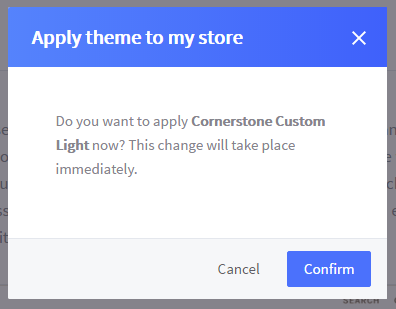 Apply theme to my store
Do you want to apply Cornerstone Custom
Light now? This change will take place
immediately.
Cancel
Confirm
SEARCH